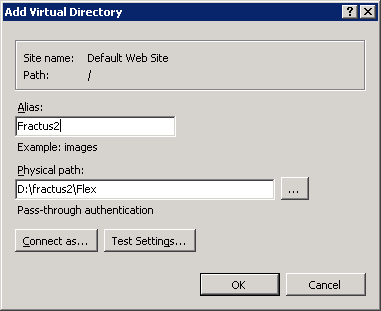 Add Virtual Directory
Site name: Default Web Site
Path: /
Alias:
Fractus2
Example: images
Physical path:
D:\fractus2\Flex ...
Pass-through authentication
Connect as... Test Settings...
OK Cancel